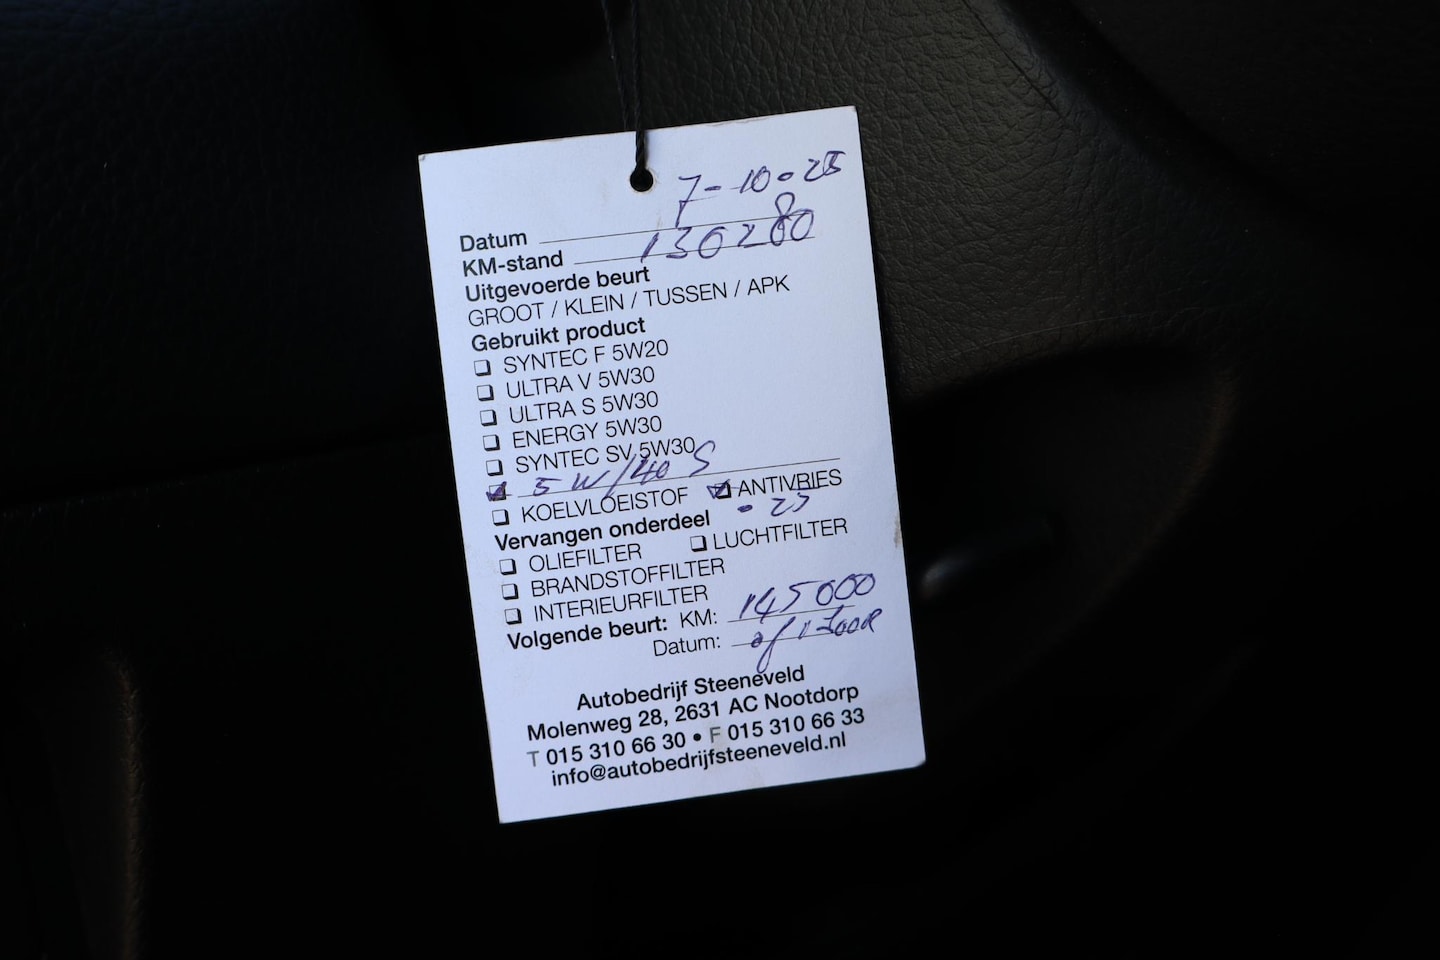 Datum 7-10-25
KM-stand 130280
Uitgevoerde beurt
GROOT / KLEIN / TUSSEN / APK
Gebruikt product
SYNTEC F 5W20
ULTRA V 5W30
ULTRA S 5W30
ENERGY 5W30
SYNTEC SV 5W30
5W/40 S
KOELVLOEISTOF ANTIVRIES
Vervangen onderdeel
OLIEFILTER LUCHTFILTER
BRANDSTOFFILTER
INTERIEURFILTER
Volgende beurt: KM: 145000
Datum: of 1 Jaar
Autobedrijf Steeneveld
Molenweg 28, 2631 AC Nootdorp
T 015 310 66 30 • F 015 310 66 33
info@autobedrijfsteeneveld.nl